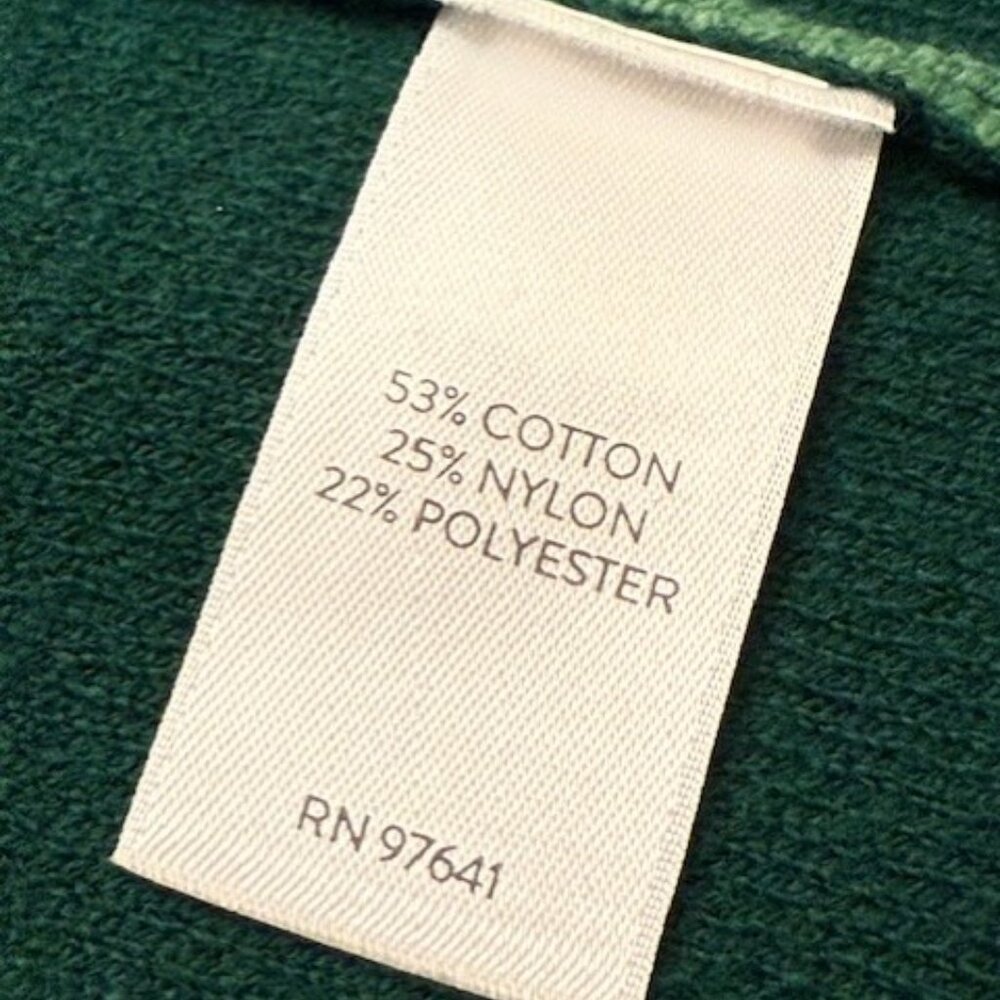 53% COTTON
25% NYLON
22% POLYESTER
RN 97641